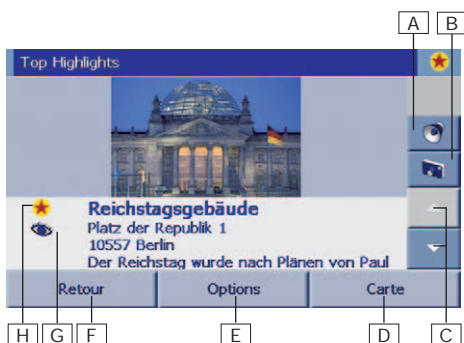 A B
Top Highlights
Reichstagsgebäude
Platz der Republik 1
10557 Berlin
Der Reichstag wurde nach Plänen von Paul
Retour Options Carte
H G F E D C